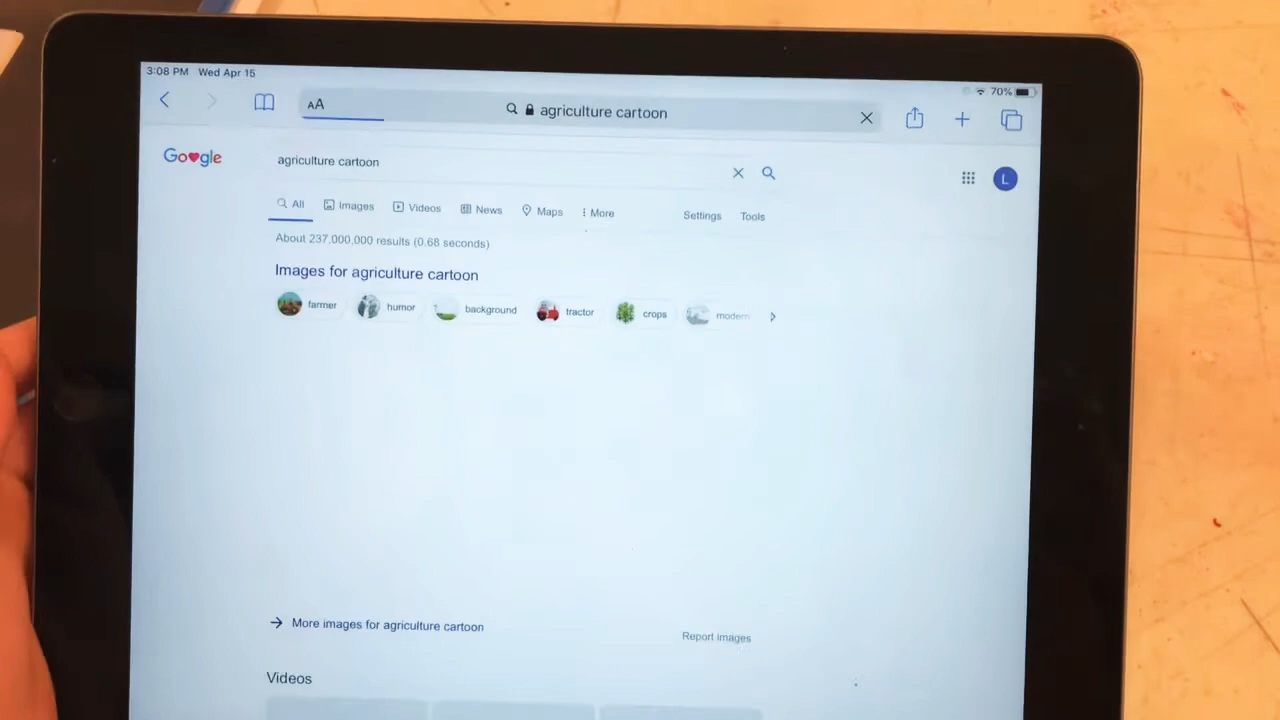 3:08 PM Wed Apr 15
70%
AA agriculture cartoon
Google
agriculture cartoon
L
All Images Videos News Maps More Settings Tools
About 237,000,000 results (0.68 seconds)
Images for agriculture cartoon
farmer humor background tractor crops modern
More images for agriculture cartoon
Report images
Videos